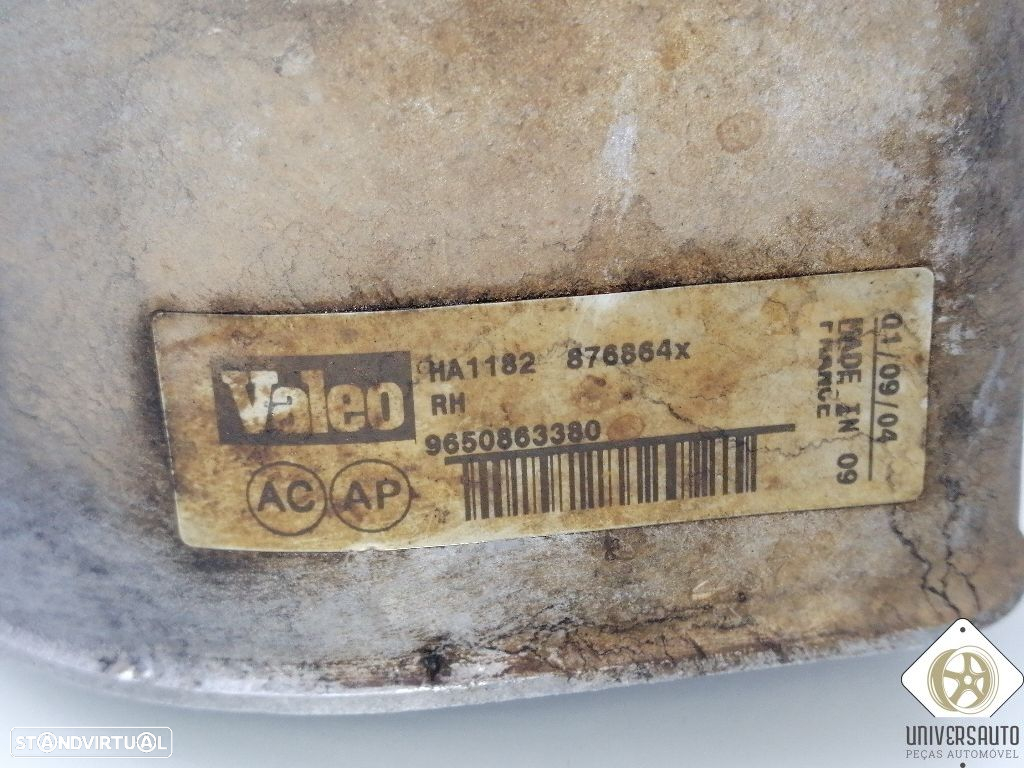 Valeo
HA1182 876864x
RH
9650863380
AC AP
MADE IN 09
FRANCE
01/09/04
STANDVIRTUAL
UNIVERSAUTO
PEÇAS AUTOMÓVEL